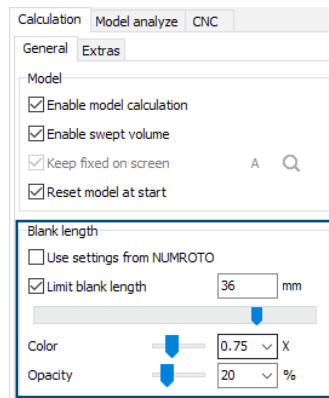 Calculation Model analyze CNC
General Extras
Model
Enable model calculation
Enable swept volume
Keep fixed on screen A
Reset model at start
Blank length
Use settings from NUMROTO
Limit blank length 36 mm
Color 0.75 X
Opacity 20 %